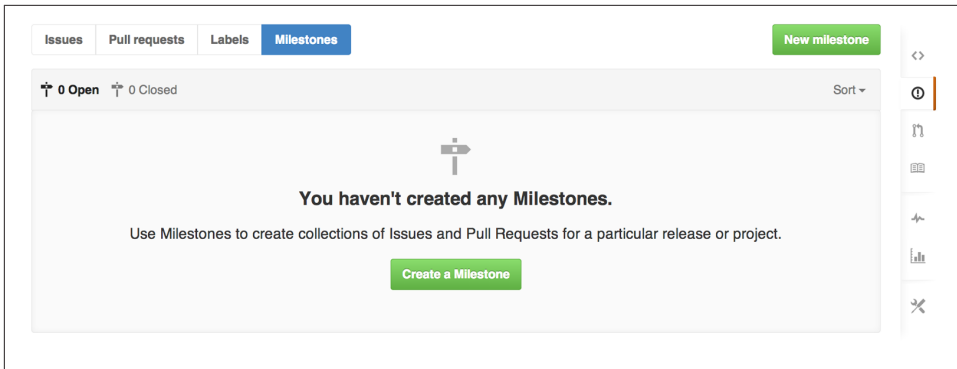 Issues Pull requests Labels Milestones New milestone
0 Open 0 Closed Sort
You haven't created any Milestones.
Use Milestones to create collections of Issues and Pull Requests for a particular release or project.
Create a Milestone